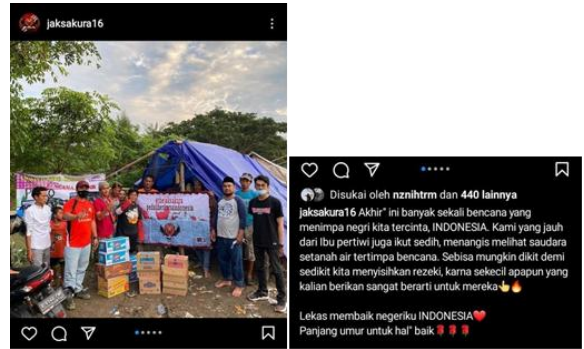 jaksakura16
Disukai oleh nznihtrm dan 440 lainnya
jaksakura16 Akhir" ini banyak sekali bencana yang
menimpa negri kita tercinta, INDONESIA. Kami yang jauh
dari Ibu pertiwi juga ikut sedih, menangis melihat saudara
setanah air tertimpa bencana. Sebisa mungkin dikit demi
sedikit kita menyisihkan rezeki, karna sekecil apapun yang
kalian berikan sangat berarti untuk mereka👆🔥
Lekas membaik negeriku INDONESIA❤️
Panjang umur untuk hal" baik🌹🌹🌹